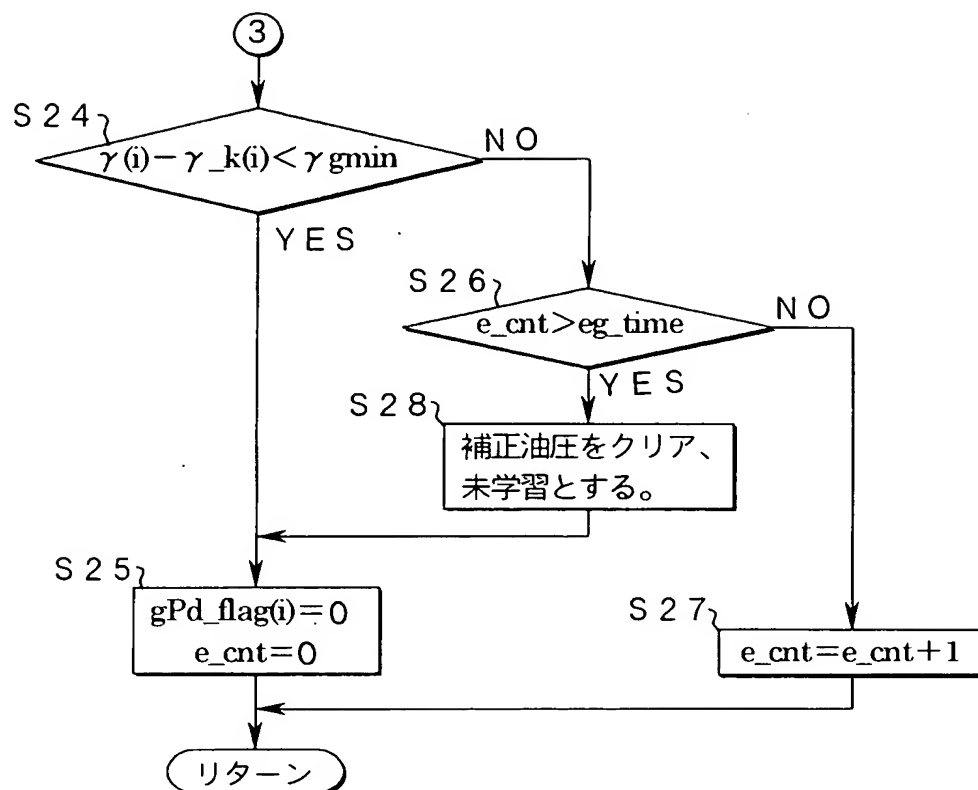 3
S24
γ(i)−γ_k(i)<γgmin
NO
YES
S26
e_cnt>eg_time
NO
YES
S28
補正油圧をクリア、
未学習とする。
S25
gPd_flag(i)=0
e_cnt=0
S27
e_cnt=e_cnt+1
リターン